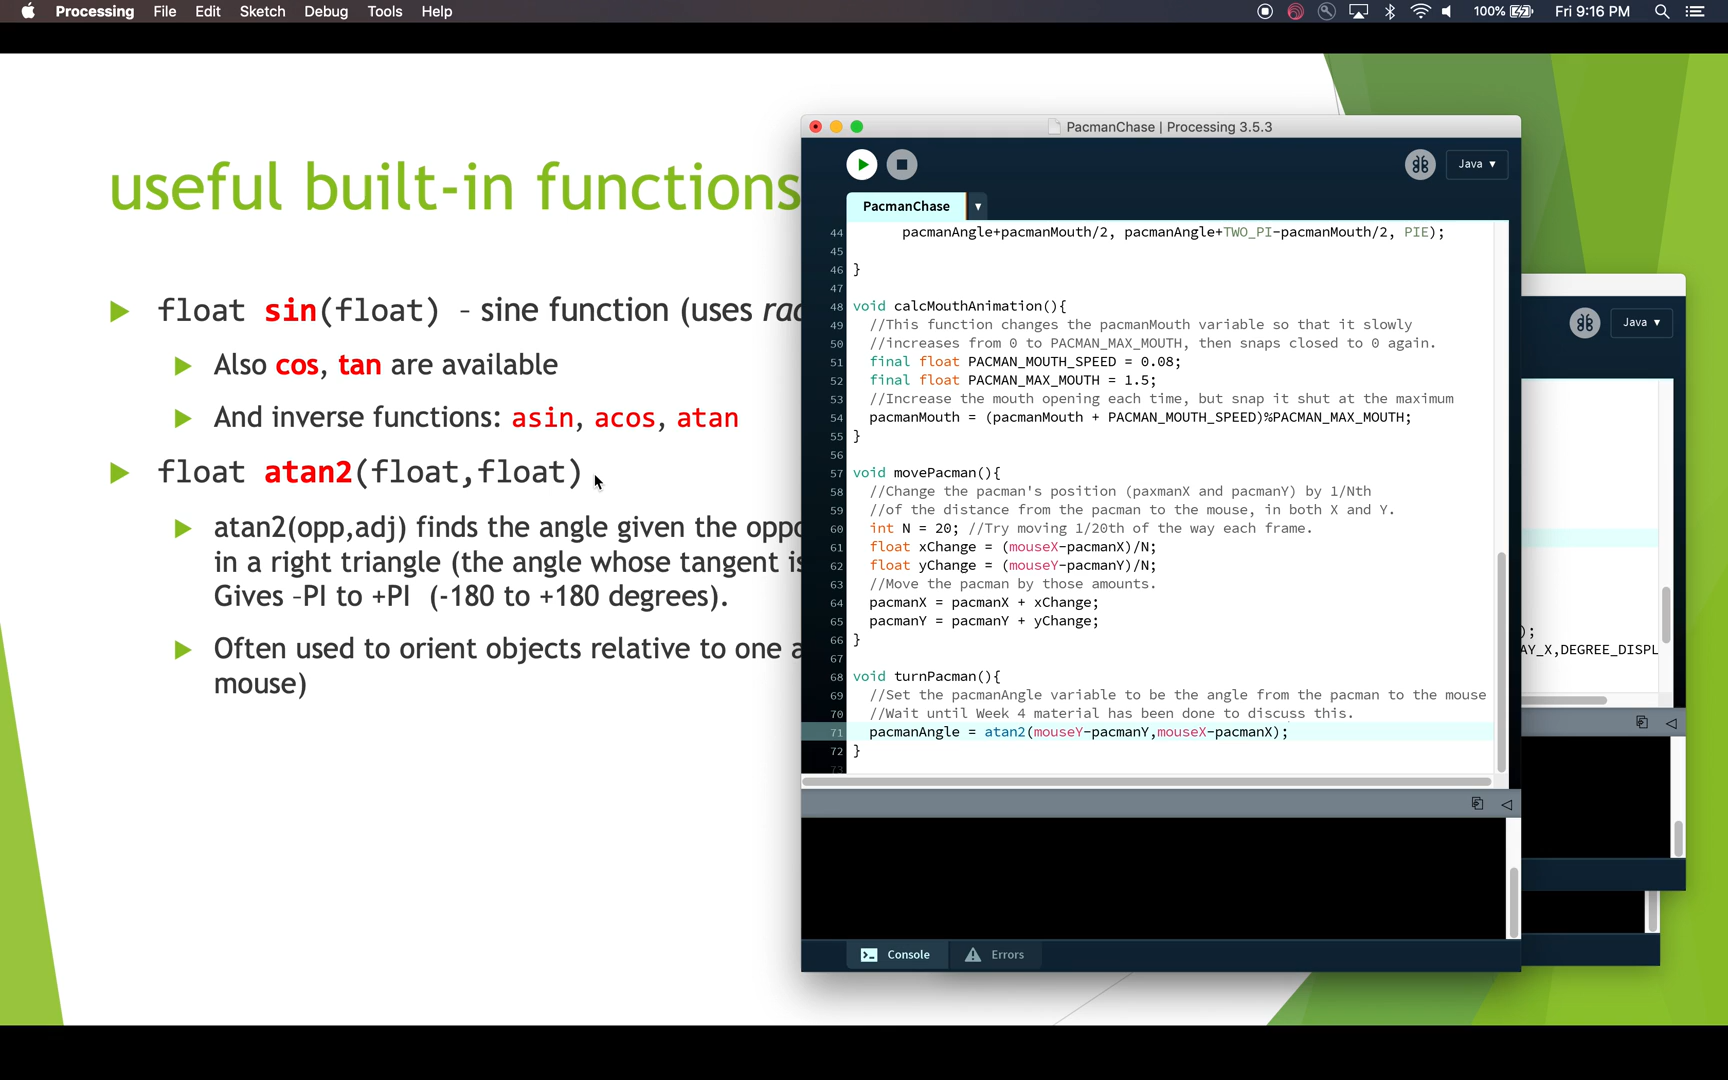 Processing File Edit Sketch Debug Tools Help 100% Fri 9:16 PM
useful built-in functions
float sin(float) – sine function (uses
Also cos, tan are available
And inverse functions: asin, acos, atan
float atan2(float,float)
atan2(opp,adj) finds the angle given the
in a right triangle (the angle whose tangent
Gives –PI to +PI (-180 to +180 degrees).
Often used to orient objects relative to one
mouse)
PacmanChase | Processing 3.5.3
Java
PacmanChase
44 pacmanAngle+pacmanMouth/2, pacmanAngle+TWO_PI-pacmanMouth/2, PIE);
45
46 }
47
48 void calcMouthAnimation(){
49 //This function changes the pacmanMouth variable so that it slowly
50 //increases from 0 to PACMAN_MAX_MOUTH, then snaps closed to 0 again.
51 final float PACMAN_MOUTH_SPEED = 0.08;
52 final float PACMAN_MAX_MOUTH = 1.5;
53 //Increase the mouth opening each time, but snap it shut at the maximum
54 pacmanMouth = (pacmanMouth + PACMAN_MOUTH_SPEED)%PACMAN_MAX_MOUTH;
55 }
56
57 void movePacman(){
58 //Change the pacman's position (paxmanX and pacmanY) by 1/Nth
59 //of the distance from the pacman to the mouse, in both X and Y.
60 int N = 20; //Try moving 1/20th of the way each frame.
61 float xChange = (mouseX-pacmanX)/N;
62 float yChange = (mouseY-pacmanY)/N;
63 //Move the pacman by those amounts.
64 pacmanX = pacmanX + xChange;
65 pacmanY = pacmanY + yChange;
66 }
67
68 void turnPacman(){
69 //Set the pacmanAngle variable to be the angle from the pacman to the mouse
70 //Wait until Week 4 material has been done to discuss this.
71 pacmanAngle = atan2(mouseY-pacmanY,mouseX-pacmanX);
72 }
73
Console Errors
Java
);
AY_X,DEGREE_DISPL